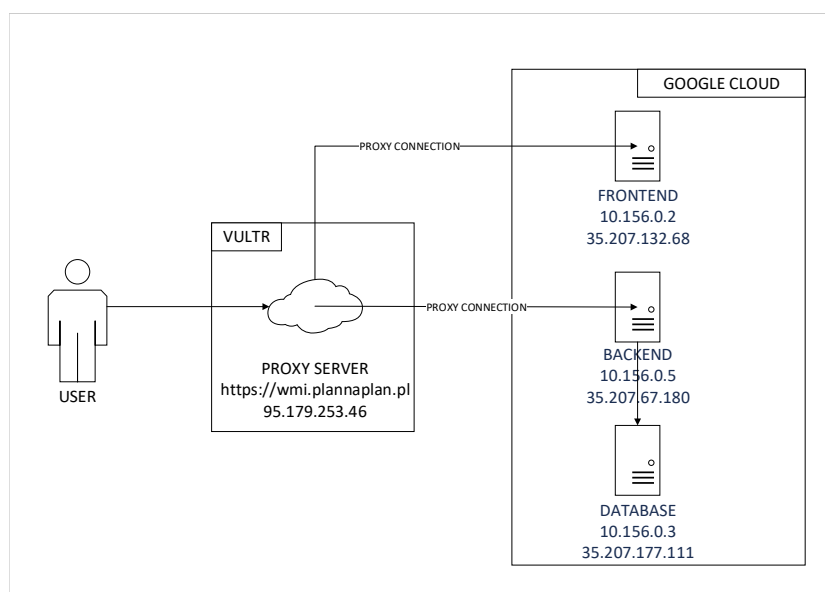 GOOGLE CLOUD
PROXY CONNECTION
FRONTEND
10.156.0.2
35.207.132.68
VULTR
PROXY CONNECTION
PROXY SERVER
https://wmi.plannaplan.pl
95.179.253.46
USER
BACKEND
10.156.0.5
35.207.67.180
DATABASE
10.156.0.3
35.207.177.111